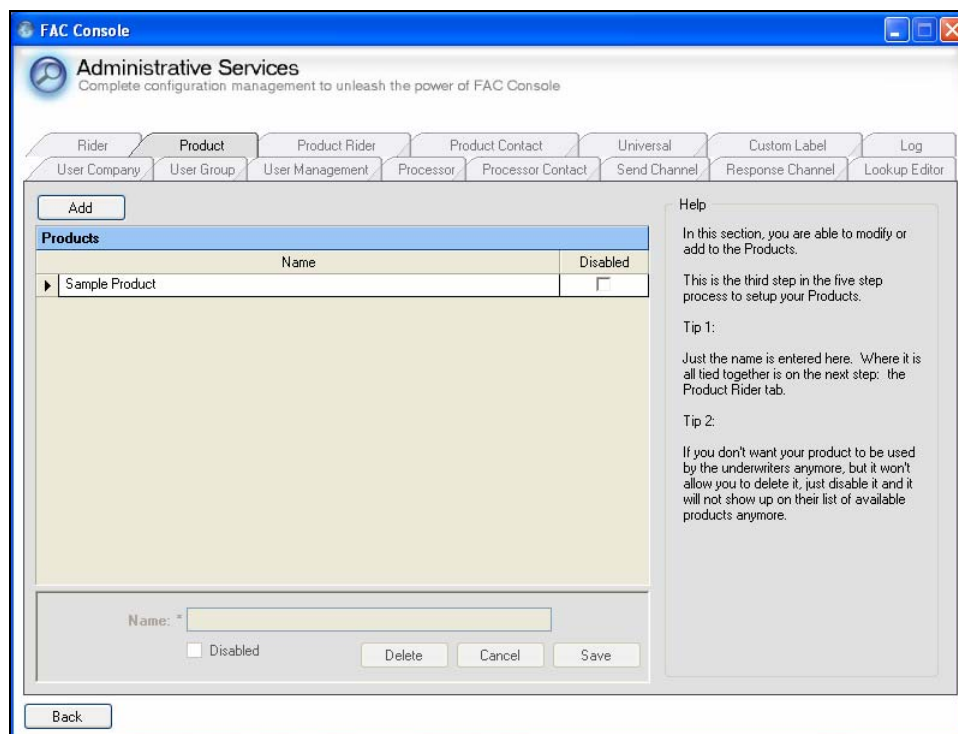 FAC Console
Administrative Services
Complete configuration management to unleash the power of FAC Console
Rider Product Product Rider Product Contact Universal Custom Label Log
User Company User Group User Management Processor Processor Contact Send Channel Response Channel Lookup Editor
Add
Products
Name Disabled
Sample Product
Name: *
Disabled
Delete Cancel Save
Help
In this section, you are able to modify or
add to the Products.
This is the third step in the five step
process to setup your Products.
Tip 1:
Just the name is entered here. Where it is
all tied together is on the next step: the
Product Rider tab.
Tip 2:
If you don't want your product to be used
by the underwriters anymore, but it won't
allow you to delete it, just disable it and it
will not show up on their list of available
products anymore.
Back